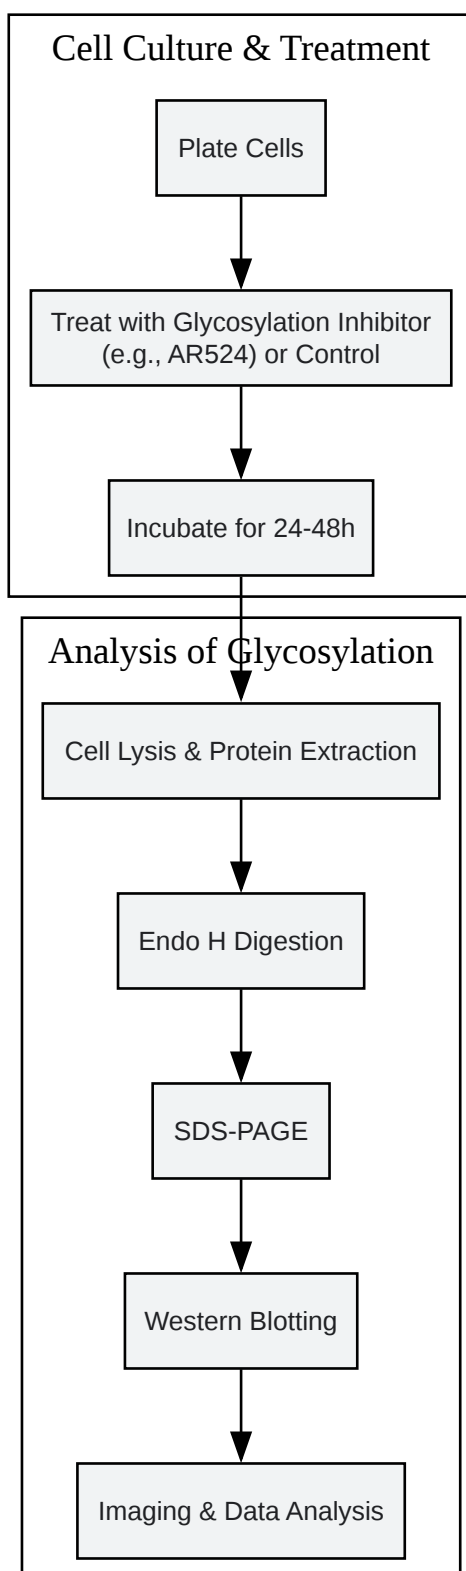 Cell Culture & Treatment
Plate Cells
Treat with Glycosylation Inhibitor
(e.g., AR524) or Control
Incubate for 24-48h
Analysis of Glycosylation
Cell Lysis & Protein Extraction
Endo H Digestion
SDS-PAGE
Western Blotting
Imaging & Data Analysis